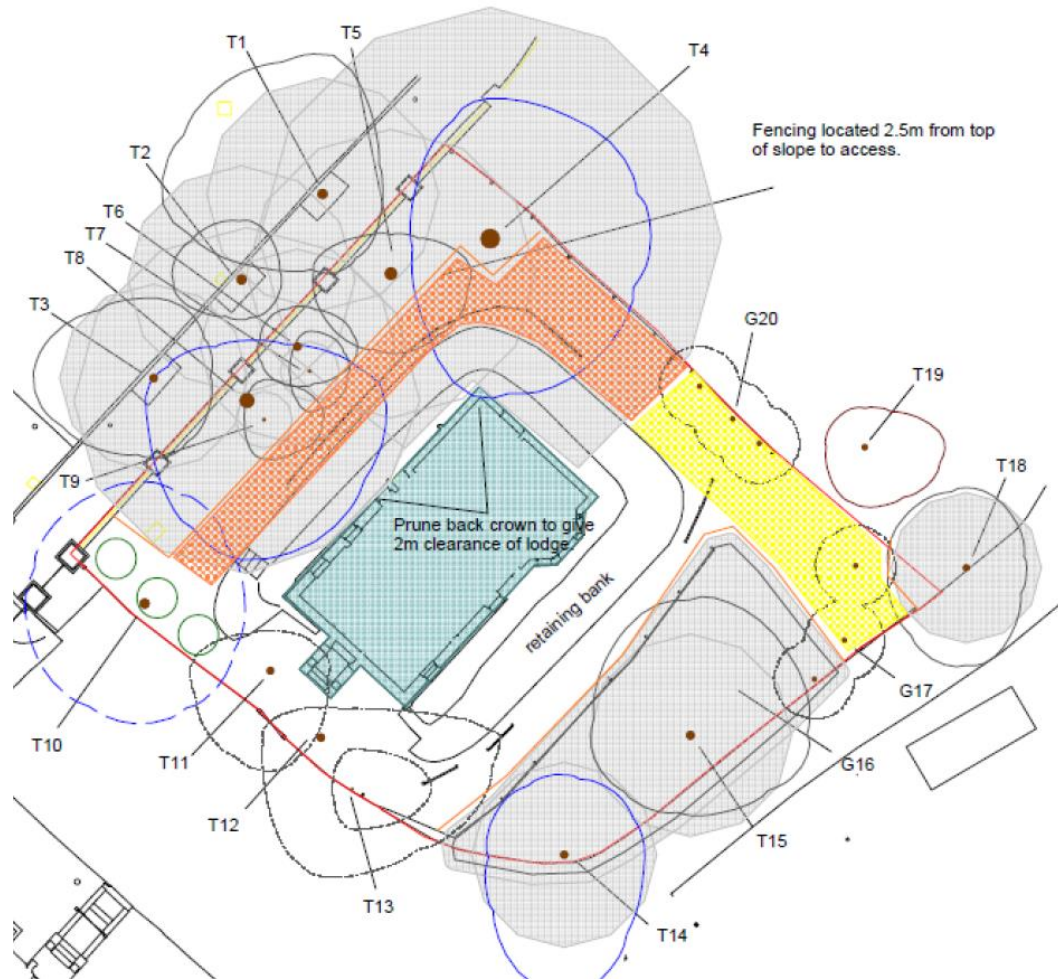 T1
T5
T4
Fencing located 2.5m from top
of slope to access.
T2
T6
T7
T8
T3
G20
T19
T18
T9
Prune back crown to give
2m clearance of lodge
retaining bank
T10
T11
G17
G16
T12
T15
T13
T14